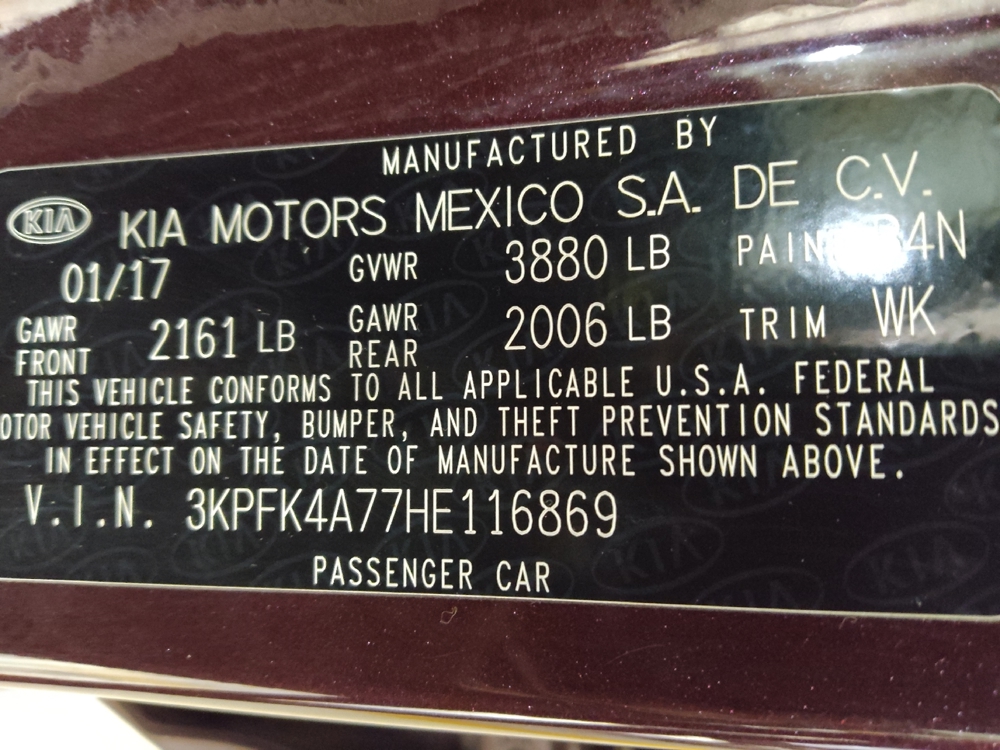 MANUFACTURED BY
KIA KIA MOTORS MEXICO S.A. DE C.V.
01/17 GVWR 3880 LB
GAWR FRONT 2161 LB GAWR REAR 2006 LB TRIM WK
THIS VEHICLE CONFORMS TO ALL APPLICABLE U.S.A. FEDERAL
OTOR VEHICLE SAFETY, BUMPER, AND THEFT PREVENTION STANDARDS
IN EFFECT ON THE DATE OF MANUFACTURE SHOWN ABOVE.
V.I.N. 3KPFK4A77HE116869
PASSENGER CAR